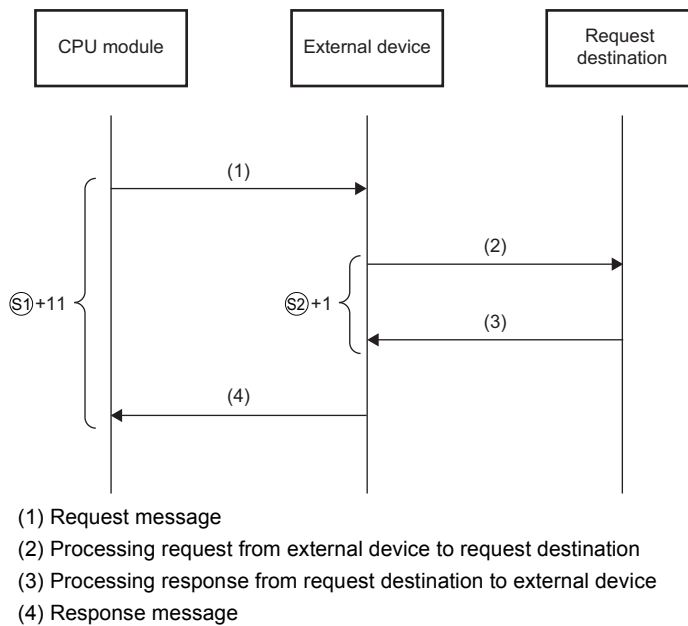 CPU module
External device
Request
destination
(1)
(2)
Ⓢ1+11
Ⓢ2+1
(3)
(4)
(1) Request message
(2) Processing request from external device to request destination
(3) Processing response from request destination to external device
(4) Response message